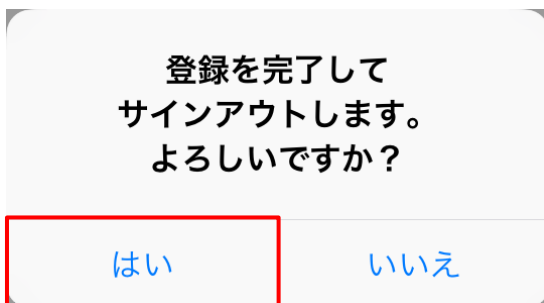 登録を完了して
サインアウトします。
よろしいですか？
はい
いいえ